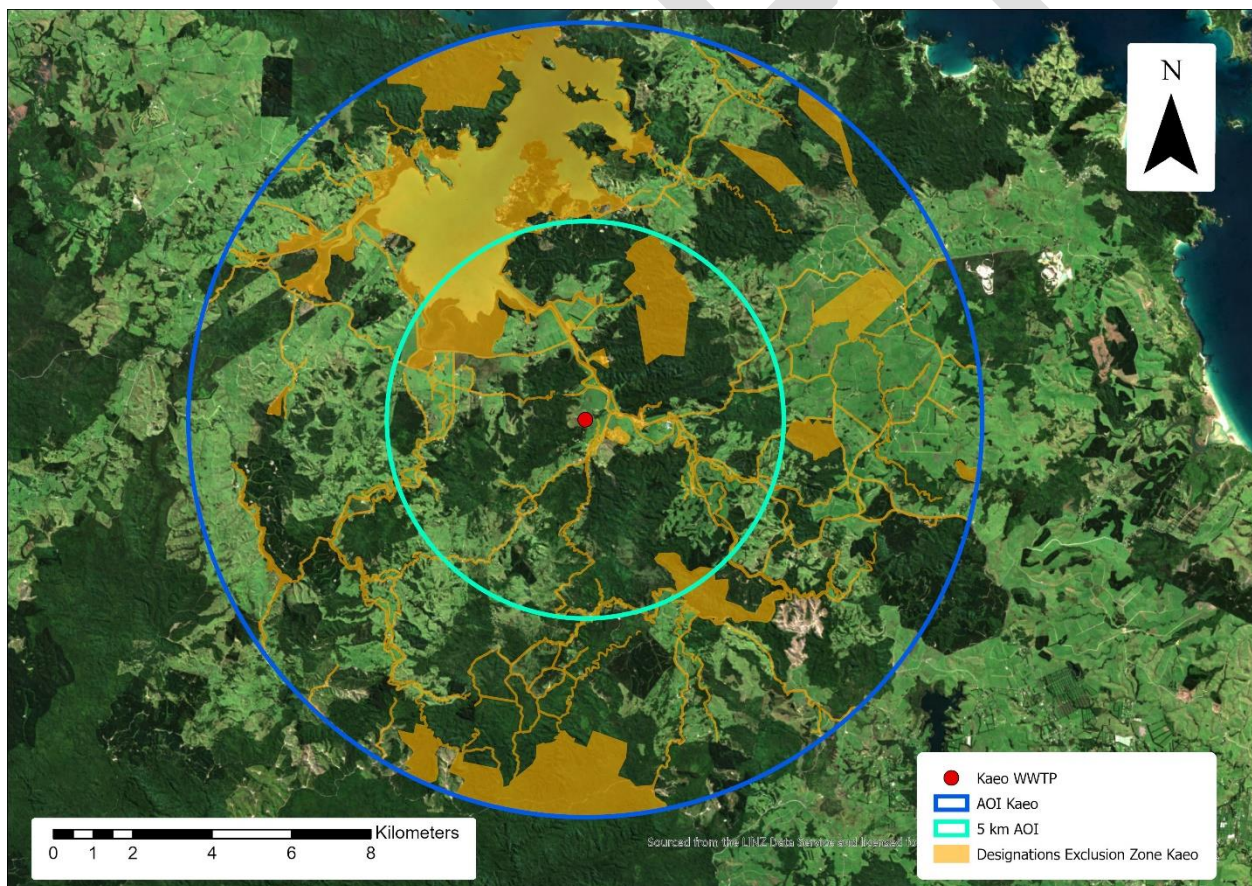 N
Kaeo WWTP
AOI Kaeo
5 km AOI
Designations Exclusion Zone Kaeo
Kilometers
0 1 2 4 6 8
Sourced from the LINZ Data Service and licensed fo